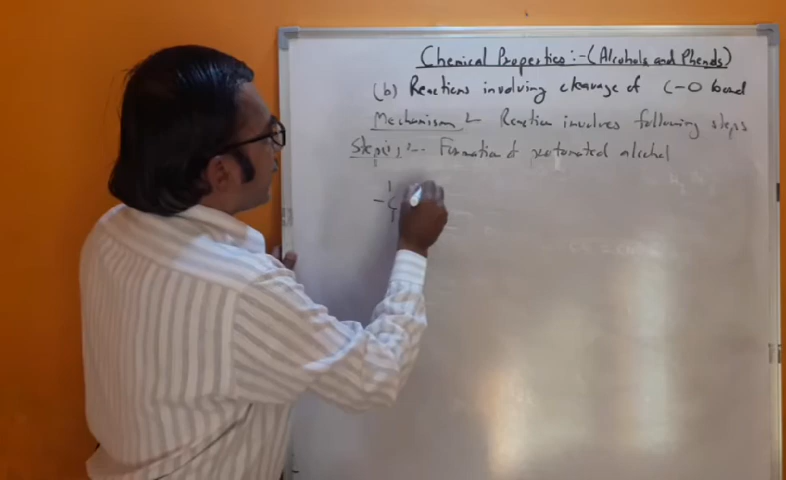 Chemical Properties :- (Alcohols and Phenols)
(b) Reactions involving cleavage of C-O bond
Mechanism :- Reaction involves following steps
Step :- Formation of protonated alcohol
- C